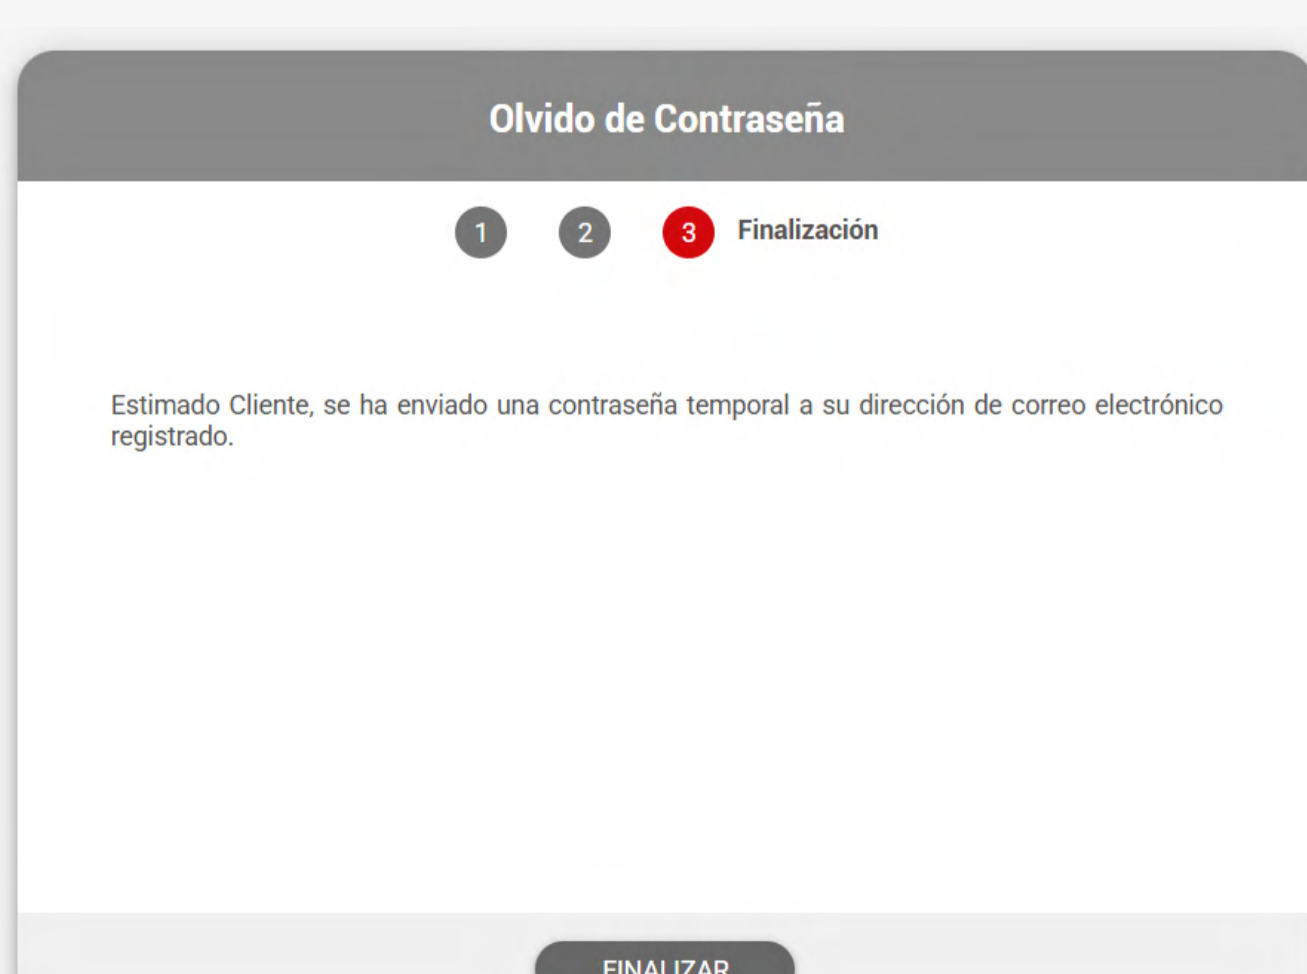 Olvido de Contraseña
1 2 3 Finalización
Estimado Cliente, se ha enviado una contraseña temporal a su dirección de correo electrónico
registrado.
FINALIZAR